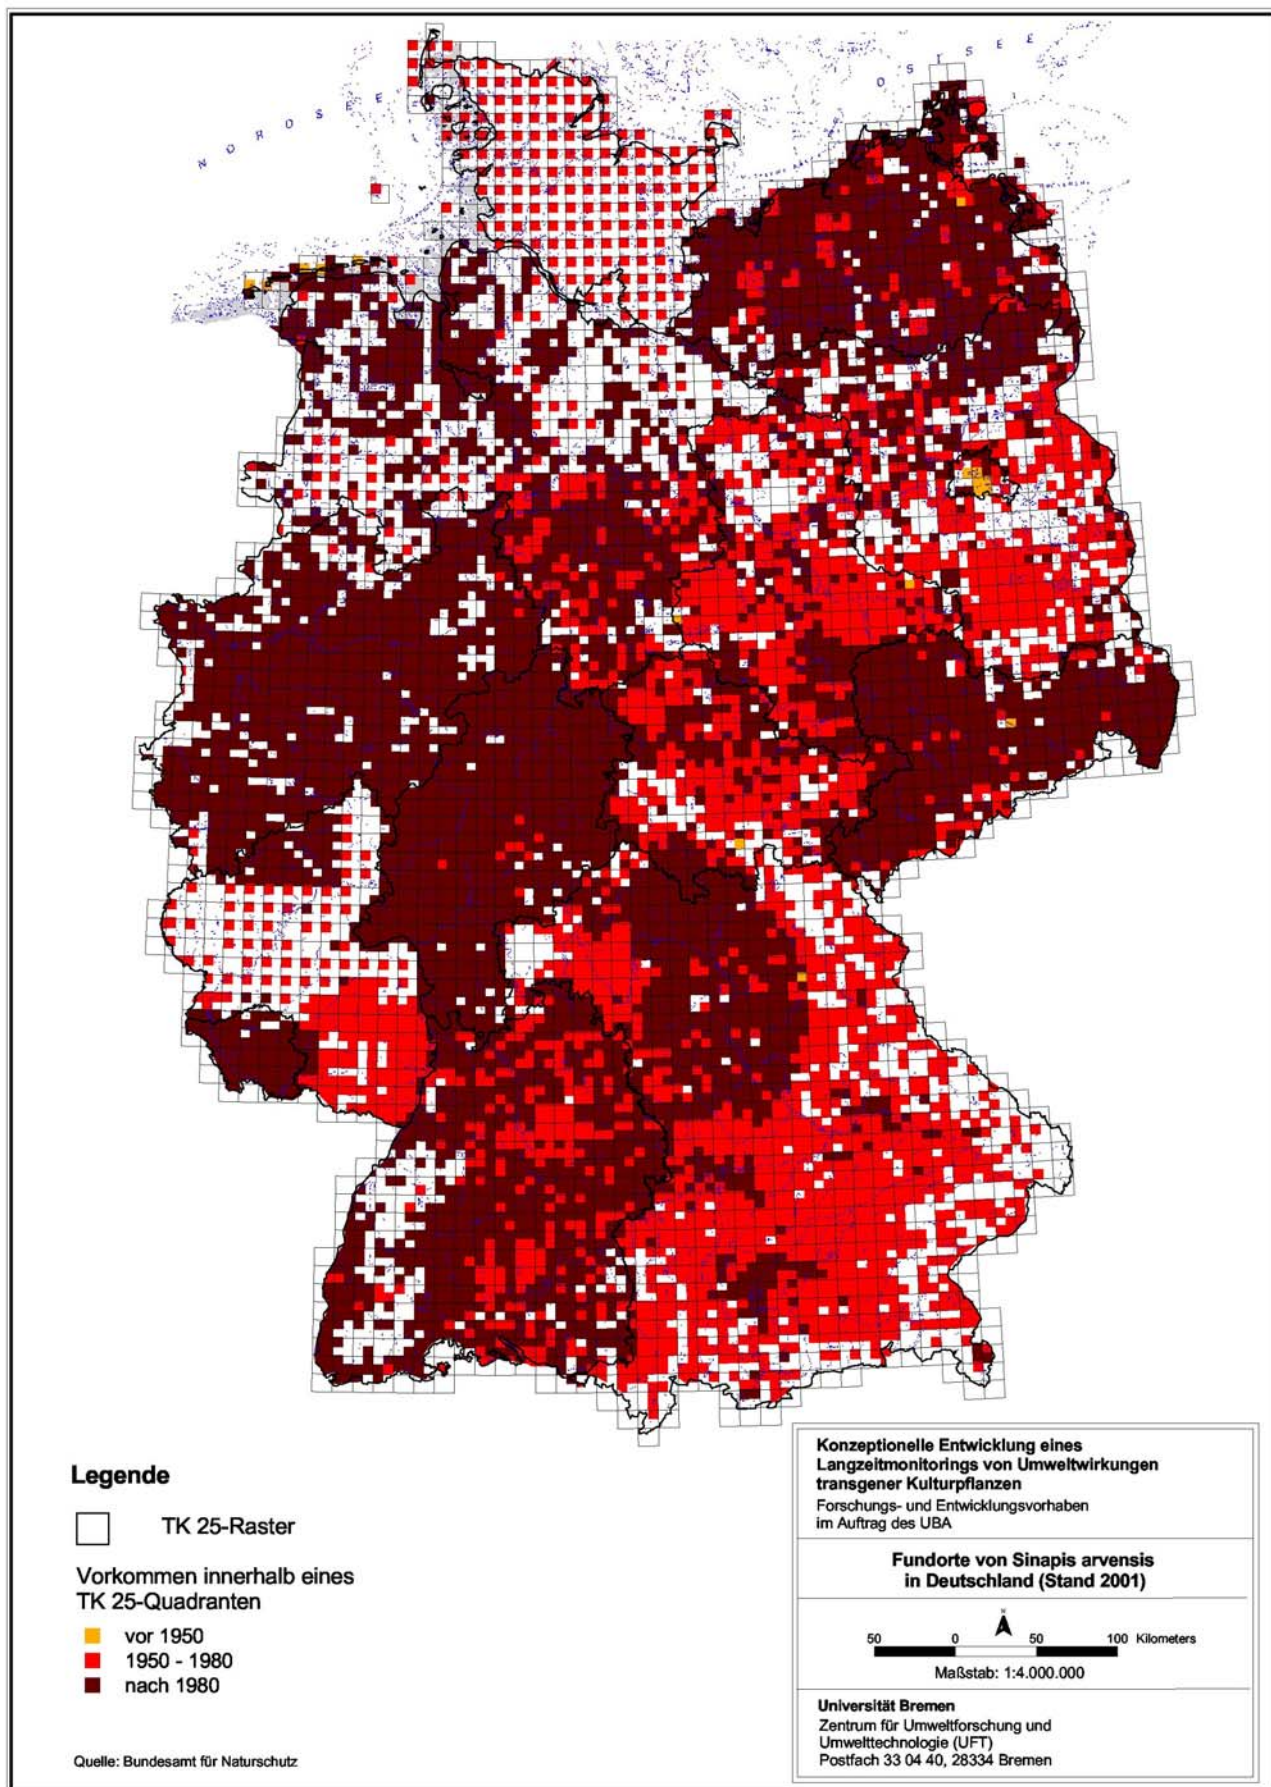 N O R D S E E
O S T S E E
Legende
TK 25-Raster
Vorkommen innerhalb eines
TK 25-Quadranten
vor 1950
1950 - 1980
nach 1980
Quelle: Bundesamt für Naturschutz
Konzeptionelle Entwicklung eines
Langzeitmonitorings von Umweltwirkungen
transgener Kulturpflanzen
Forschungs- und Entwicklungsvorhaben
im Auftrag des UBA
Fundorte von Sinapis arvensis
in Deutschland (Stand 2001)
N
50 0 50 100 Kilometers
Maßstab: 1:4.000.000
Universität Bremen
Zentrum für Umweltforschung und
Umwelttechnologie (UFT)
Postfach 33 04 40, 28334 Bremen